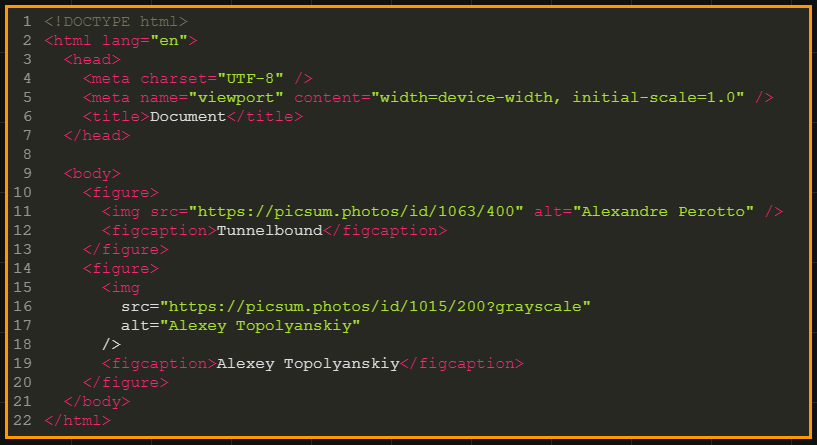 1 <!DOCTYPE html>
2 <html lang="en">
3   <head>
4     <meta charset="UTF-8" />
5     <meta name="viewport" content="width=device-width, initial-scale=1.0" />
6     <title>Document</title>
7   </head>
8
9   <body>
10     <figure>
11       <img src="https://picsum.photos/id/1063/400" alt="Alexandre Perotto" />
12       <figcaption>Tunnelbound</figcaption>
13     </figure>
14     <figure>
15       <img
16         src="https://picsum.photos/id/1015/200?grayscale"
17         alt="Alexey Topolyanskiy"
18       />
19       <figcaption>Alexey Topolyanskiy</figcaption>
20     </figure>
21   </body>
22 </html>